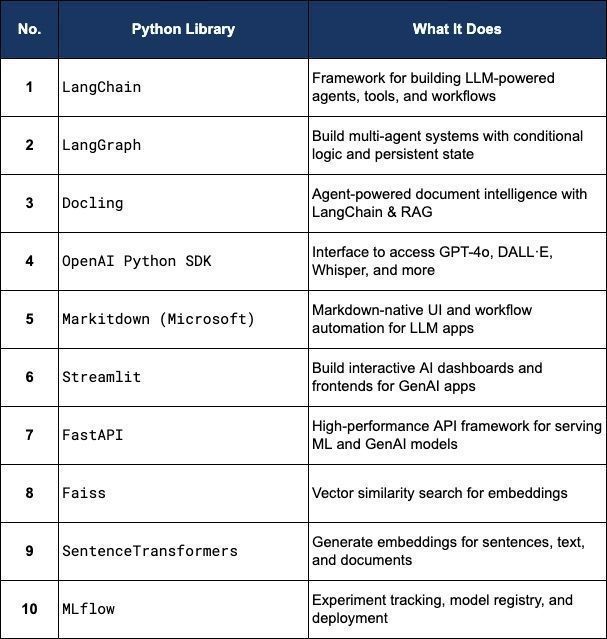 No. Python Library What It Does
1 LangChain Framework for building LLM-powered
agents, tools, and workflows
2 LangGraph Build multi-agent systems with conditional
logic and persistent state
3 Docling Agent-powered document intelligence with
LangChain & RAG
4 OpenAI Python SDK Interface to access GPT-4o, DALL·E,
Whisper, and more
5 Markitdown (Microsoft) Markdown-native UI and workflow
automation for LLM apps
6 Streamlit Build interactive AI dashboards and
frontends for GenAI apps
7 FastAPI High-performance API framework for serving
ML and GenAI models
8 Faiss Vector similarity search for embeddings
9 SentenceTransformers Generate embeddings for sentences, text,
and documents
10 MLflow Experiment tracking, model registry, and
deployment